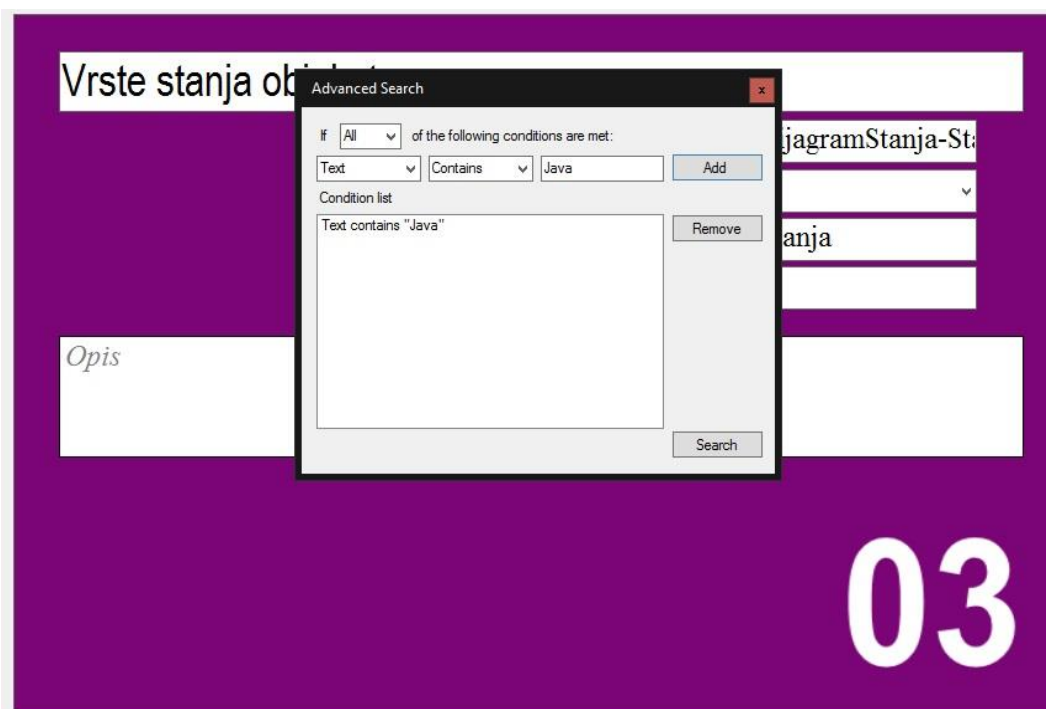 Vrste stanja
Advanced Search
x
If All of the following conditions are met:
Text Contains Java Add
Condition list
Text contains "Java"
Remove
jagramStanja-St
anja
Opis
Search
03